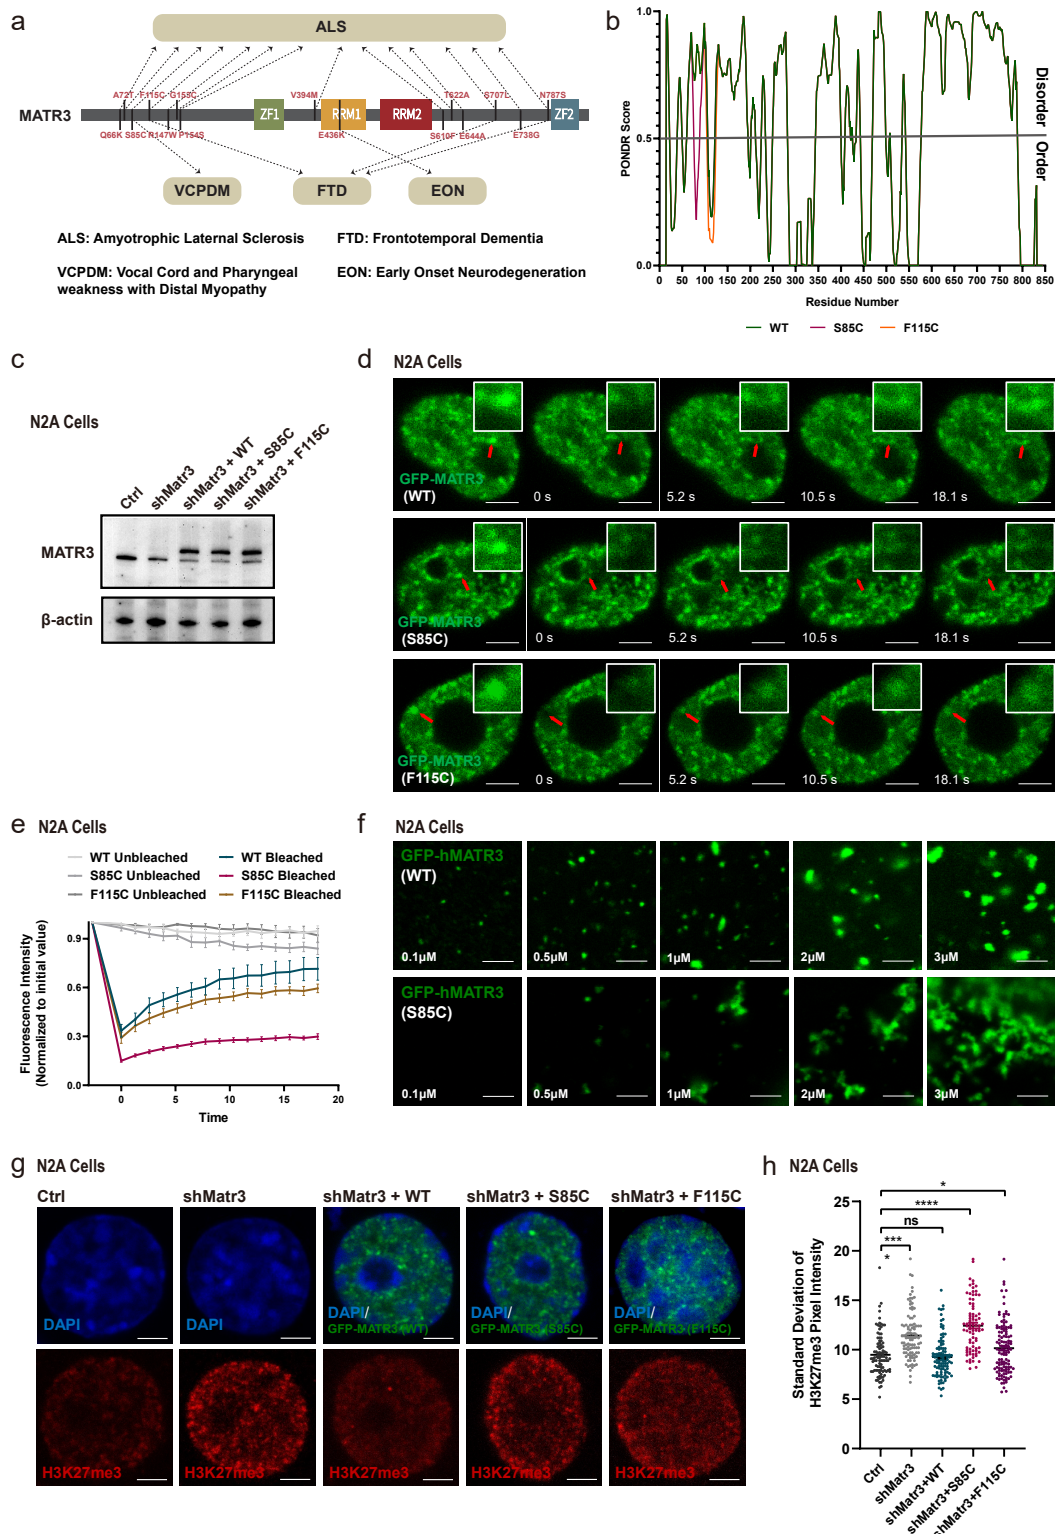 a
ALS
A72T F115C G153C V394M T622A S707L N787S
MATR3 ZF1 RRM1 RRM2 ZF2
Q66K S85C N147W P154S E436K S610F E644A E738G
VCPDM FTD EON
ALS: Amyotrophic Laternal Sclerosis
FTD: Frontotemporal Dementia
VCPDM: Vocal Cord and Pharyngeal
weakness with Distal Myopathy
EON: Early Onset Neurodegeneration
b
PONDR Score
1.0
0.5
1.0
Disorder
Order
0 50 100 150 200 250 300 350 400 450 500 550 600 650 700 750 800 850
Residue Number
WT S85C F115C
c
N2A Cells
Ctrl
shMatr3
shMatr3 + WT
shMatr3 + S85C
shMatr3 + F115C
MATR3
β-actin
d N2A Cells
GFP-MATR3
(WT)
0 s 5.2 s 10.5 s 18.1 s
GFP-MATR3
(S85C)
0 s 5.2 s 10.5 s 18.1 s
GFP-MATR3
(F115C)
0 s 5.2 s 10.5 s 18.1 s
e N2A Cells
WT Unbleached WT Bleached
S85C Unbleached S85C Bleached
F115C Unbleached F115C Bleached
Fluorescence Intensity
(Normalized to initial value)
0.9
0.6
0.3
0.0
0 5 10 15 20
Time
f N2A Cells
GFP-hMATR3
(WT)
0.1μM 0.5μM 1μM 2μM 3μM
GFP-hMATR3
(S85C)
0.1μM 0.5μM 1μM 2μM 3μM
g N2A Cells
Ctrl shMatr3 shMatr3 + WT shMatr3 + S85C shMatr3 + F115C
DAPI DAPI DAPI/ DAPI/ DAPI/
GFP-MATR3 (WT) GFP-MATR3 (S85C) GFP-MATR3 (F115C)
H3K27me3 H3K27me3 H3K27me3 H3K27me3 H3K27me3
h N2A Cells
Standard Deviation of
H3K27me3 Pixel Intensity
25
20
15
10
5
0
*
****
ns
***
*
Ctrl
shMatr3
shMatr3+WT
shMatr3+S85C
shMatr3+F115C